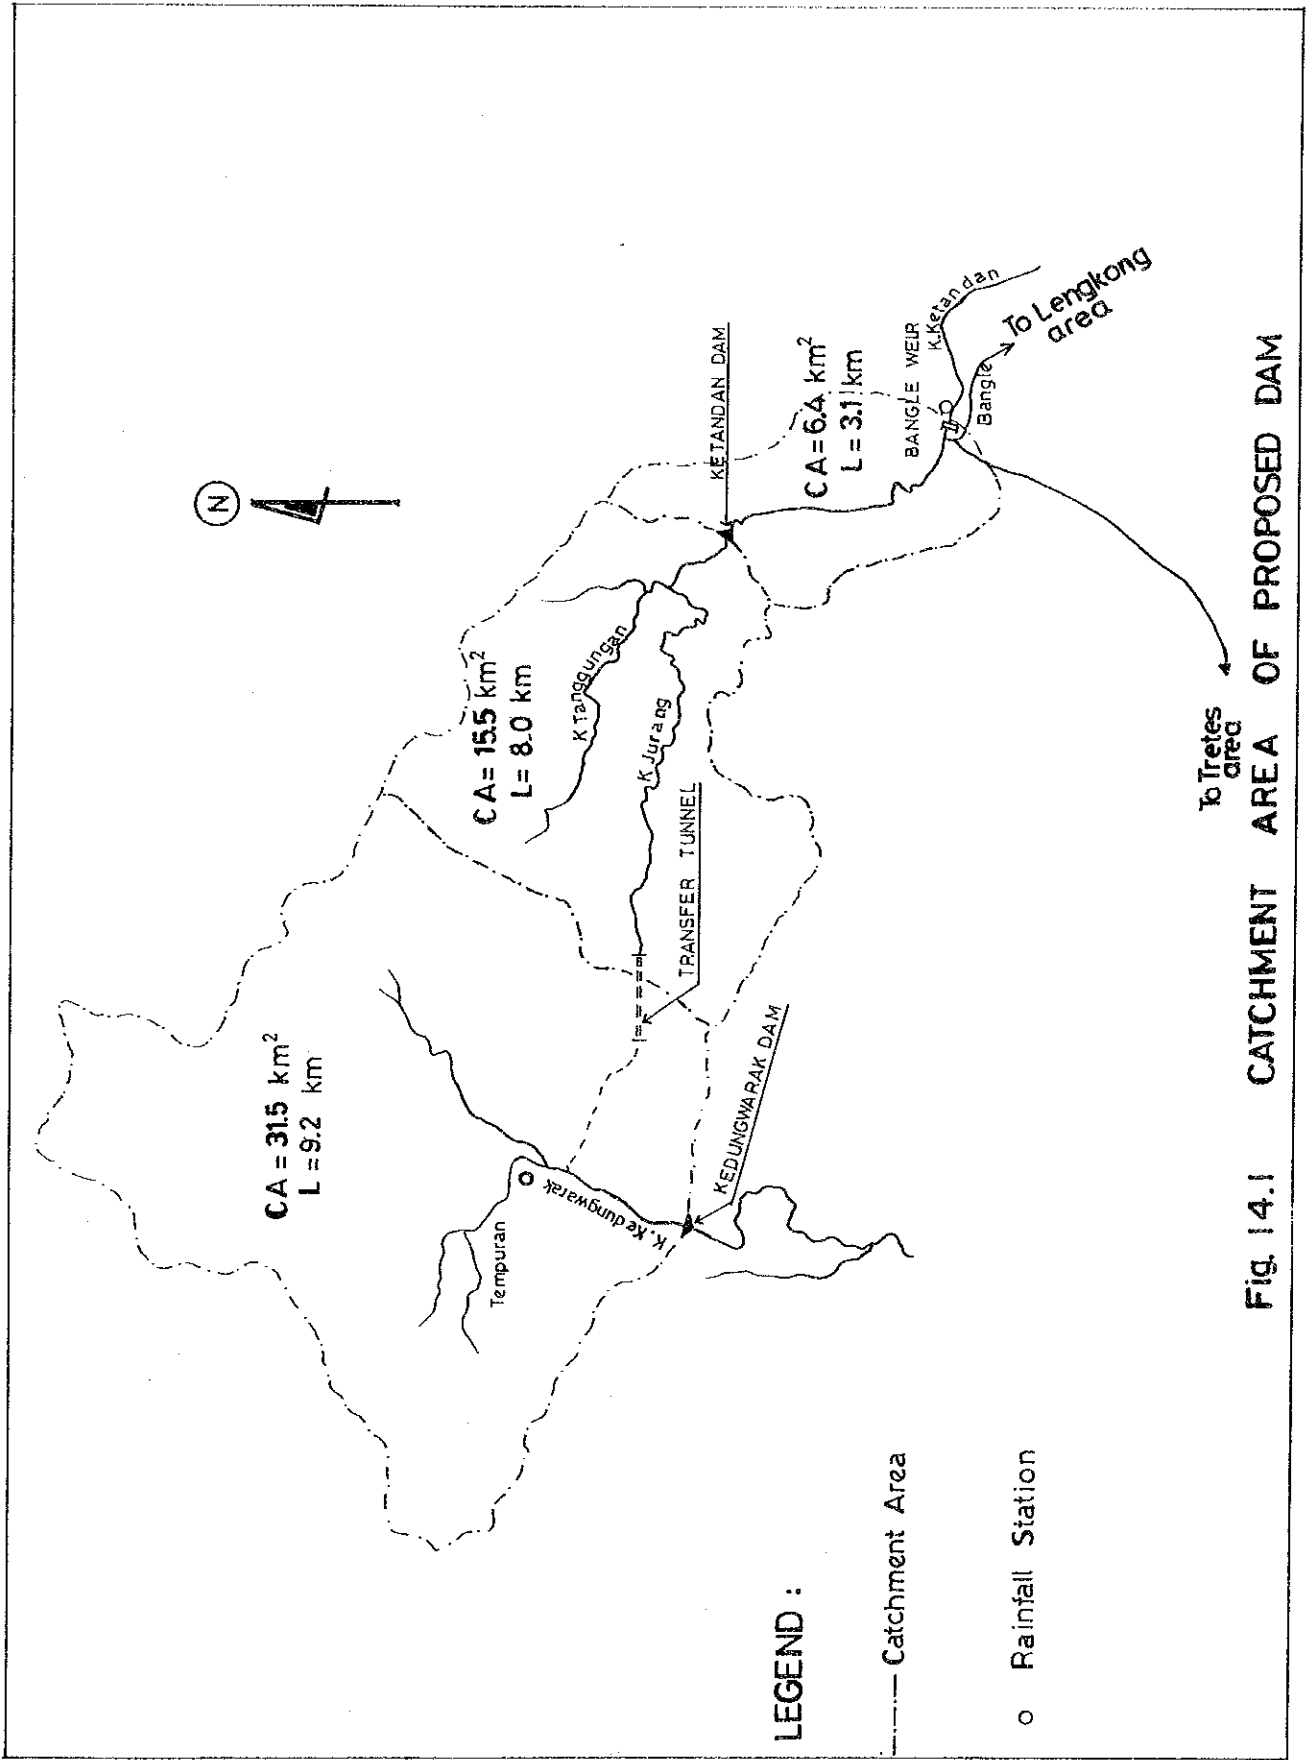 N
CA = 31.5 km²
L = 9.2 km
CA = 15.5 km²
L = 8.0 km
K Tanggungan
K Jurang
Tempuran
K. Kedungwarak
TRANSFER TUNNEL
KEDUNGWARAK DAM
KETANDAN DAM
CA = 6.4 km²
L = 3.1 km
BANGLE WEIR
K.Ketandan
Bangle
To Lengkong
area
To Tretes
area
LEGEND :
Catchment Area
Rainfall Station
Fig. 14.1 CATCHMENT AREA OF PROPOSED DAM